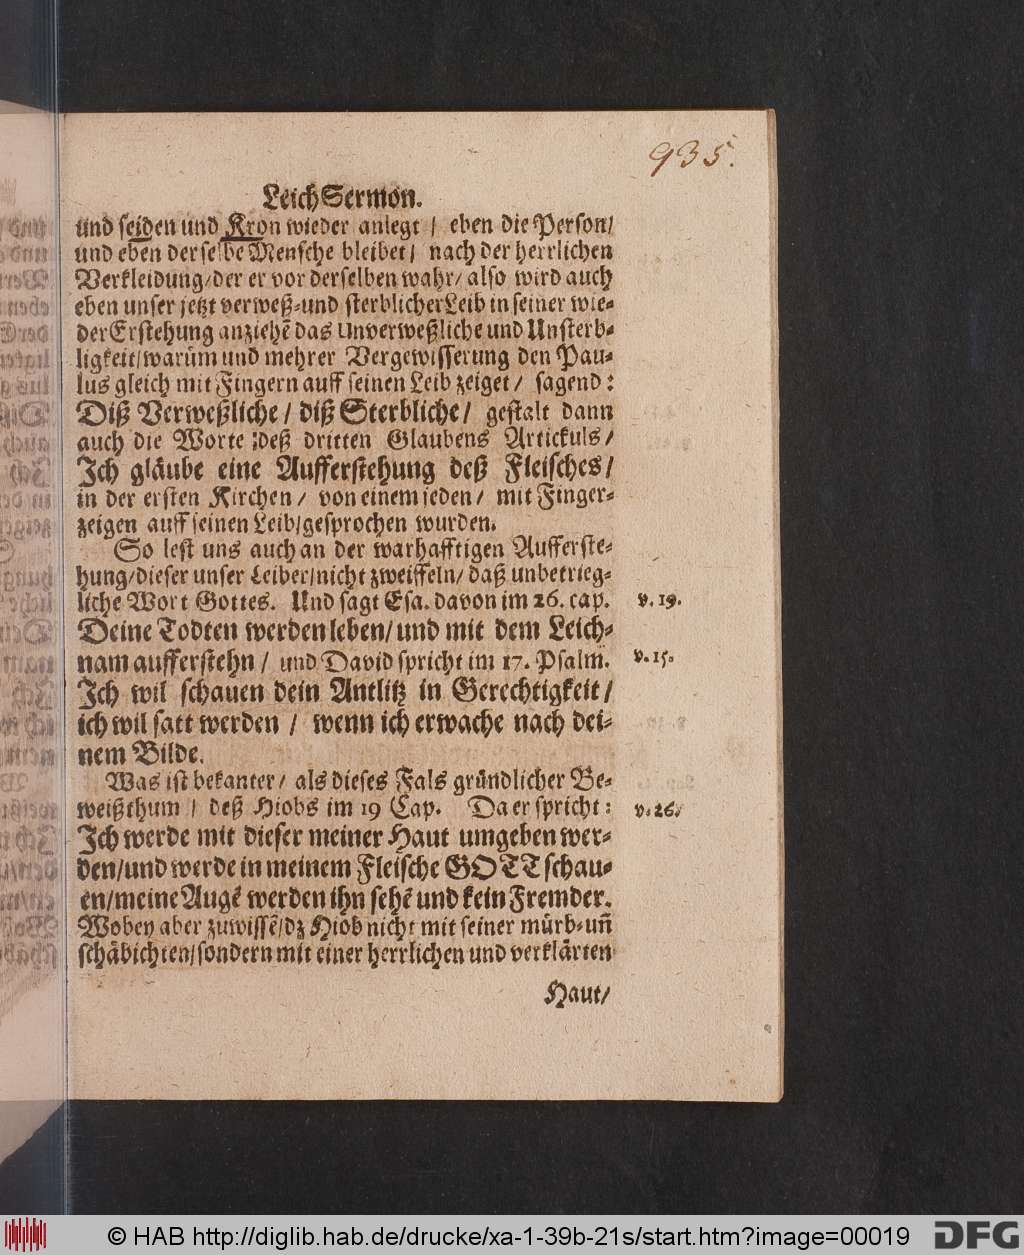 935.
LeichSermon.
und seiden und Kron wieder anlegt / eben die Person/
und eben derselbe Mensche bleibet / nach der herrlichen
Verkleidung/der er vor derselben wahr/ also wird auch
eben unser jetzt verweß-und sterblicher Leib in seiner wie-
der Erstehung anziehẽ das Unverweßliche und Unsterb-
ligkeit/warům und mehrer Vergewisserung den Pau-
lus gleich mit Fingern auff seinen Leib zeiget / sagend:
Diß Verweßliche / diß Sterbliche / gestalt dann
auch die Worte deß dritten Glaubens Artickuls/
Ich gläube eine Aufferstehung deß Fleisches/
in der ersten Kirchen / von einem jeden / mit Finger-
zeigen auff seinen Leib/gesprochen wurden.
So lest uns auch an der warhafftigen Aufferste-
hung/dieser unser Leiber/nicht zweiffeln/ daß unbetrieg-
liche Wort Gottes. Und sagt Esa. davon im 26. cap. v. 19.
Deine Todten werden leben/und mit dem Leich-
nam aufferstehn / und David spricht im 17. Psalm. v. 15.
Ich wil schauen dein Antlitz in Gerechtigkeit /
ich wil satt werden / wenn ich erwache nach dei-
nem Bilde.
Was ist bekanter/ als dieses Fals gründlicher Be-
weißthum / deß Hiobs im 19 Cap. Da er spricht: v. 26.
Ich werde mit dieser meiner Haut umgeben wer-
den/und werde in meinem Fleische GOTT schau-
en/meine Augẽ werden ihn sehẽ und kein Fremder.
Wobey aber zuwissẽ/dz Hiob nicht mit seiner mürb-uñ
schäbichten/sondern mit einer herrlichen und verklärten
Haut/
© HAB http://diglib.hab.de/drucke/xa-1-39b-21s/start.htm?image=00019
DFG